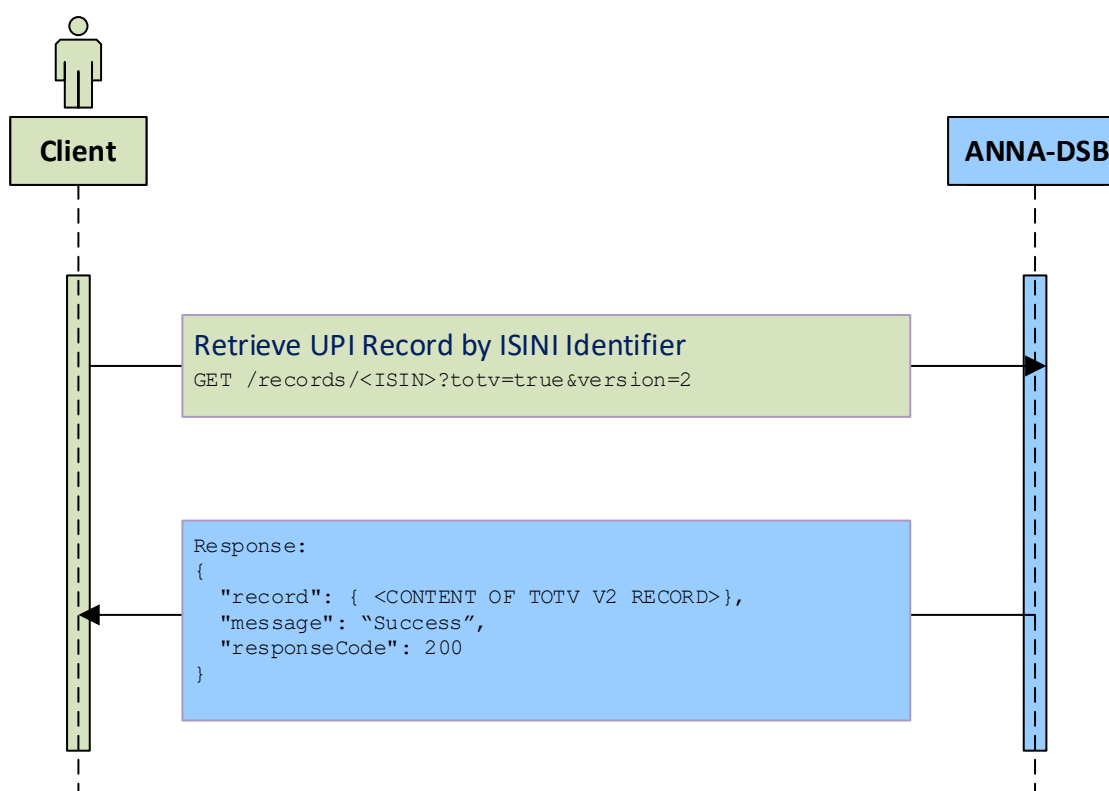 Client
ANNA-DSB
Retrieve UPI Record by ISINI Identifier
GET /records/<ISIN>?totv=true&version=2
Response:
{
"record": { <CONTENT OF TOTV V2 RECORD>},
"message": “Success”,
"responseCode": 200
}